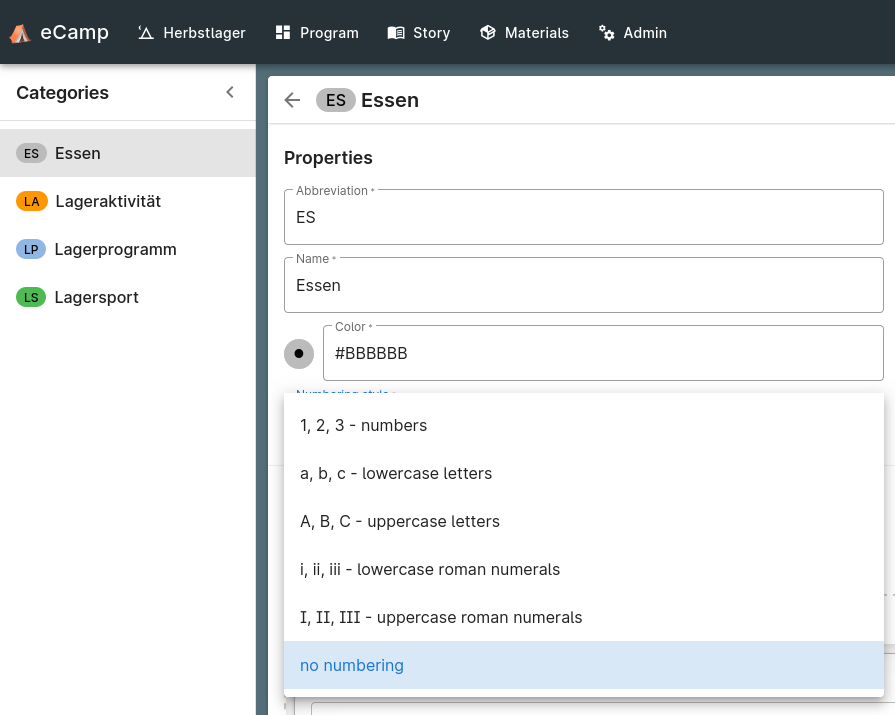 eCamp Herbstlager Program Story Materials Admin
Categories
ES Essen
LA Lageraktivität
LP Lagerprogramm
LS Lagersport
ES Essen
Properties
Abbreviation *
ES
Name *
Essen
Color *
#BBBBBB
Numbering style *
1, 2, 3 - numbers
a, b, c - lowercase letters
A, B, C - uppercase letters
i, ii, iii - lowercase roman numerals
I, II, III - uppercase roman numerals
no numbering